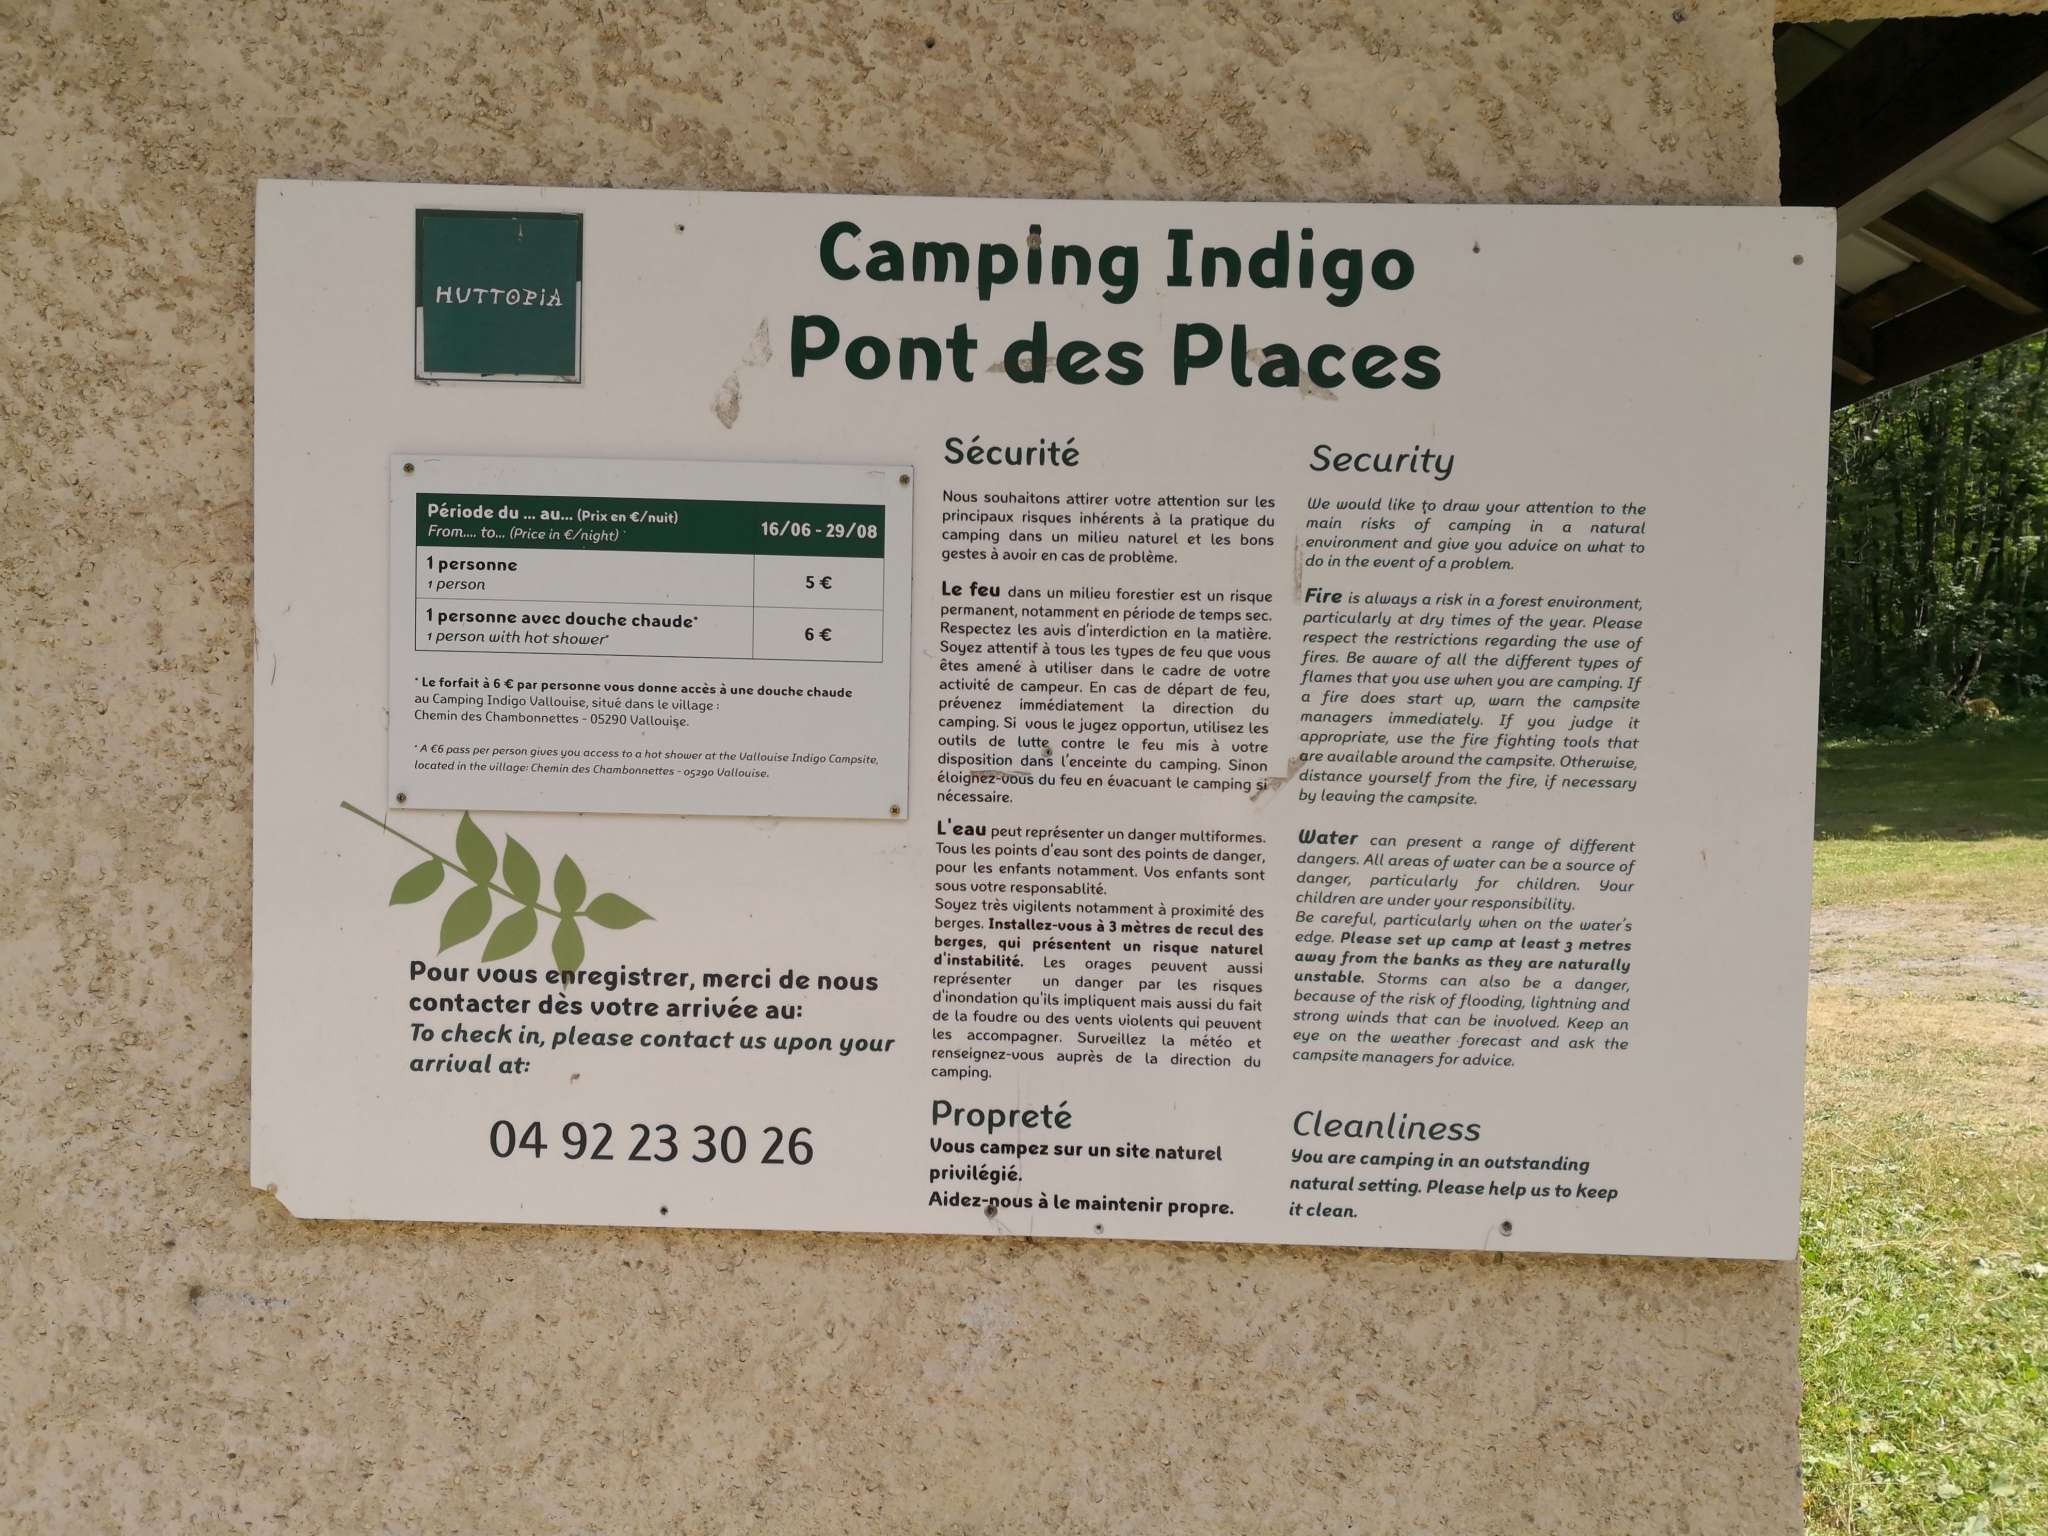 HUTTOPIA
Camping Indigo
Pont des Places
Période du ... au... (Prix en €/nuit)
From.... to... (Price in €/night)
16/06 - 29/08
1 personne
1 person
5 €
1 personne avec douche chaude*
1 person with hot shower*
6 €
* Le forfait à 6 € par personne vous donne accès à une douche chaude
au Camping Indigo Vallouise, situé dans le village :
Chemin des Chambonnettes - 05290 Vallouise.
* A €6 pass per person gives you access to a hot shower at the Vallouise Indigo Campsite,
located in the village: Chemin des Chambonnettes - 05290 Vallouise.
Pour vous enregistrer, merci de nous
contacter dès votre arrivée au:
To check in, please contact us upon your
arrival at:
04 92 23 30 26
Sécurité
Nous souhaitons attirer votre attention sur les
principaux risques inhérents à la pratique du
camping dans un milieu naturel et les bons
gestes à avoir en cas de problème.
Le feu dans un milieu forestier est un risque
permanent, notamment en période de temps sec.
Respectez les avis d'interdiction en la matière.
Soyez attentif à tous les types de feu que vous
êtes amené à utiliser dans le cadre de votre
activité de campeur. En cas de départ de feu,
prévenez immédiatement la direction du
camping. Si vous le jugez opportun, utilisez les
outils de lutte contre le feu mis à votre
disposition dans l'enceinte du camping. Sinon
éloignez-vous du feu en évacuant le camping si
nécessaire.
L'eau peut représenter un danger multiformes.
Tous les points d'eau sont des points de danger,
pour les enfants notamment. Vos enfants sont
sous votre responsablité.
Soyez très vigilents notamment à proximité des
berges. Installez-vous à 3 mètres de recul des
berges, qui présentent un risque naturel
d'instabilité. Les orages peuvent aussi
représenter un danger par les risques
d'inondation qu'ils impliquent mais aussi du fait
de la foudre ou des vents violents qui peuvent
les accompagner. Surveillez la météo et
renseignez-vous auprès de la direction du
camping.
Propreté
Vous campez sur un site naturel
privilégié.
Aidez-nous à le maintenir propre.
Security
We would like to draw your attention to the
main risks of camping in a natural
environment and give you advice on what to
do in the event of a problem.
Fire is always a risk in a forest environment,
particularly at dry times of the year. Please
respect the restrictions regarding the use of
fires. Be aware of all the different types of
flames that you use when you are camping. If
a fire does start up, warn the campsite
managers immediately. If you judge it
appropriate, use the fire fighting tools that
are available around the campsite. Otherwise,
distance yourself from the fire, if necessary
by leaving the campsite.
Water can present a range of different
dangers. All areas of water can be a source of
danger, particularly for children. Your
children are under your responsibility.
Be careful, particularly when on the water's
edge. Please set up camp at least 3 metres
away from the banks as they are naturally
unstable. Storms can also be a danger,
because of the risk of flooding, lightning and
strong winds that can be involved. Keep an
eye on the weather forecast and ask the
campsite managers for advice.
Cleanliness
You are camping in an outstanding
natural setting. Please help us to keep
it clean.